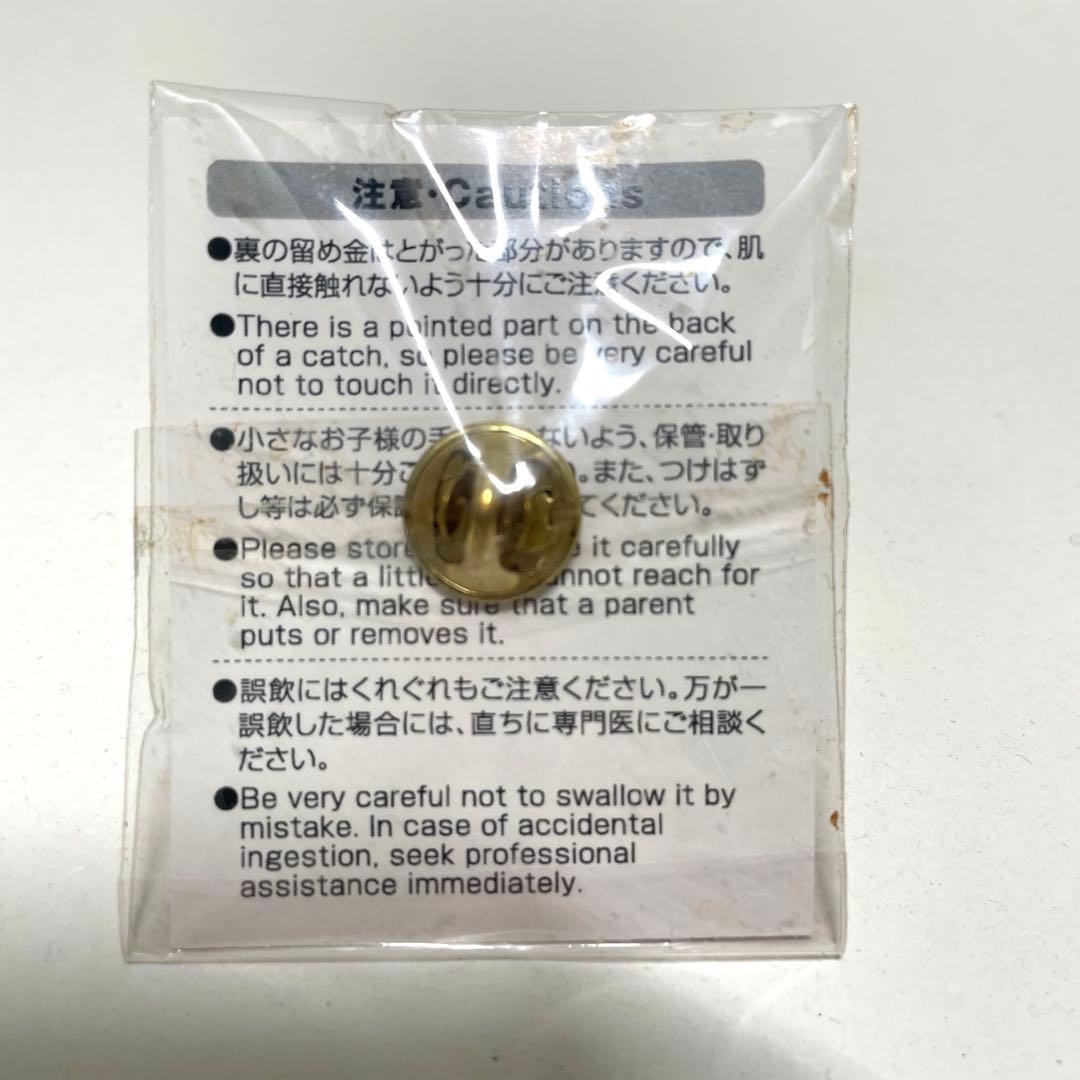 注意・Cautions
●裏の留め金はとがった部分がありますので、肌
に直接触れないよう十分にご注意ください。
●There is a pointed part on the back
of a catch, so please be very careful
not to touch it directly.
●小さなお子様の手 ないよう、保管・取り
扱いには十分ご 。また、つけはず
し等は必ず保護 てください。
●Please store it carefully
so that a little cannot reach for
it. Also, make sure that a parent
puts or removes it.
●誤飲にはくれぐれもご注意ください。万が一
誤飲した場合には、直ちに専門医にご相談く
ださい。
●Be very careful not to swallow it by
mistake. In case of accidental
ingestion, seek professional
assistance immediately.